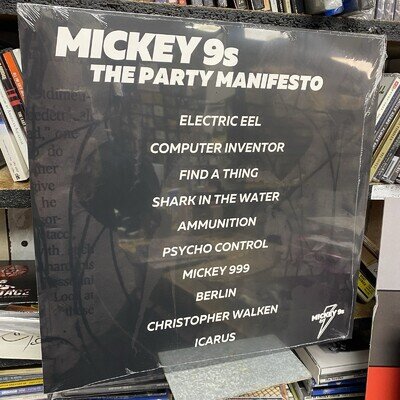 MICKEY 9s
THE PARTY MANIFESTO
ELECTRIC EEL
COMPUTER INVENTOR
FIND A THING
SHARK IN THE WATER
AMMUNITION
PSYCHO CONTROL
MICKEY 999
BERLIN
CHRISTOPHER WALKEN
ICARUS
MICKEY 9s